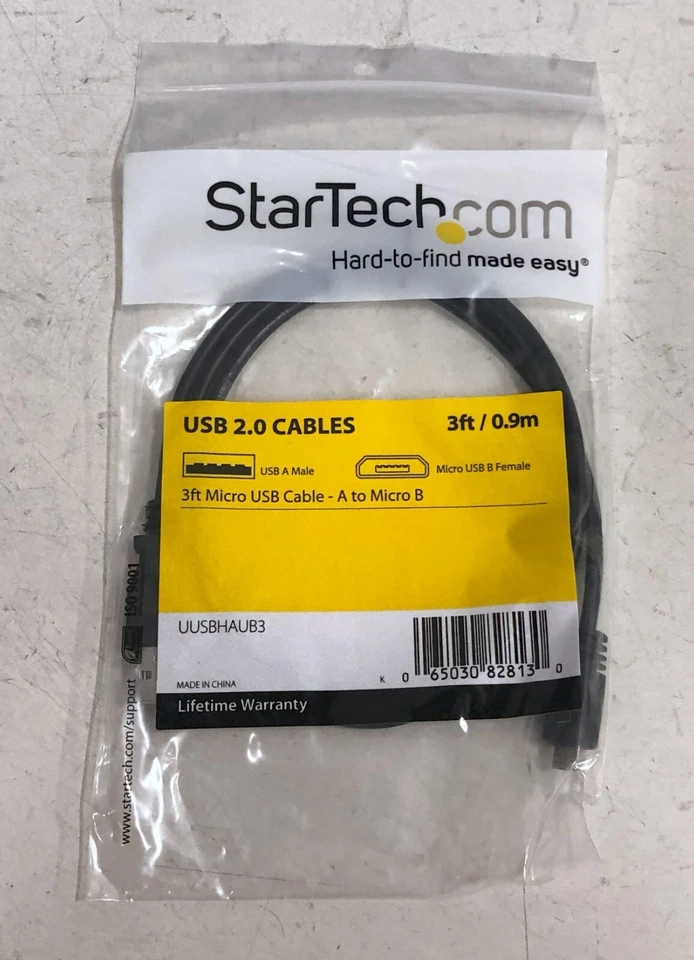 StarTech.com
Hard-to-find made easy®
USB 2.0 CABLES
3ft / 0.9m
USB A Male
Micro USB B Female
3ft Micro USB Cable - A to Micro B
UUSBHAUB3
MADE IN CHINA
K 0 65030 82813 0
Lifetime Warranty
ISO 9001
www.startech.com/support